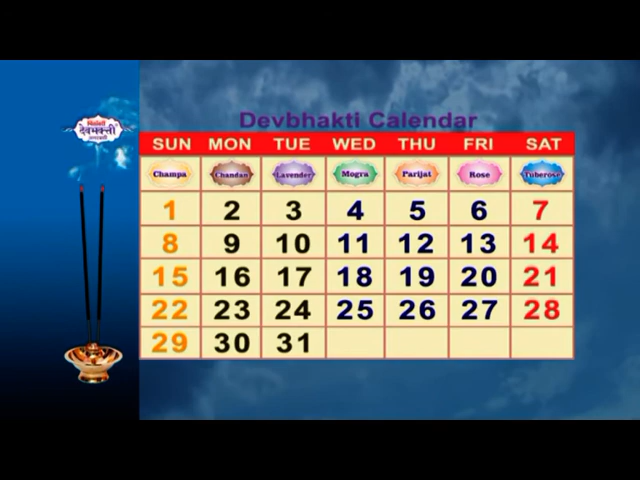 देवभक्ती
अगरबत्ती
Devbhakti Calendar
SUN MON TUE WED THU FRI SAT
Champa Chandan Lavender Mogra Parijat Rose Tuberose
1 2 3 4 5 6 7
8 9 10 11 12 13 14
15 16 17 18 19 20 21
22 23 24 25 26 27 28
29 30 31